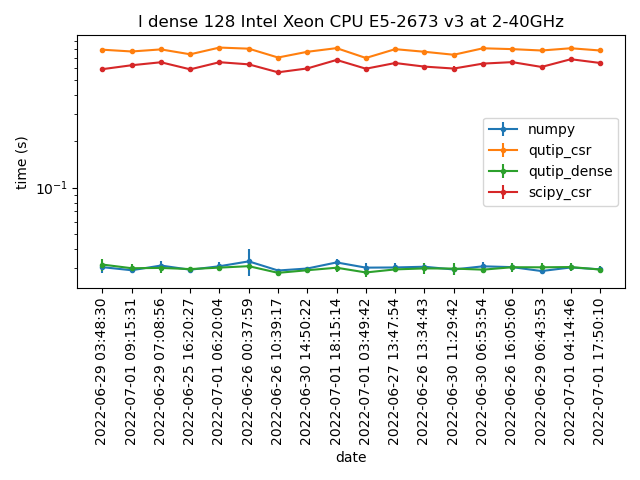 I dense 128 Intel Xeon CPU E5-2673 v3 at 2-40GHz
time (s)
10⁻¹
numpy
qutip_csr
qutip_dense
scipy_csr
2022-06-29 03:48:30
2022-07-01 09:15:31
2022-06-29 07:08:56
2022-06-25 16:20:27
2022-07-01 06:20:04
2022-06-26 00:37:59
2022-06-26 10:39:17
2022-06-30 14:50:22
2022-07-01 18:15:14
2022-07-01 03:49:42
2022-06-27 13:47:54
2022-06-26 13:34:43
2022-06-30 11:29:42
2022-06-30 06:53:54
2022-06-26 16:05:06
2022-06-29 06:43:53
2022-07-01 04:14:46
2022-07-01 17:50:10
date